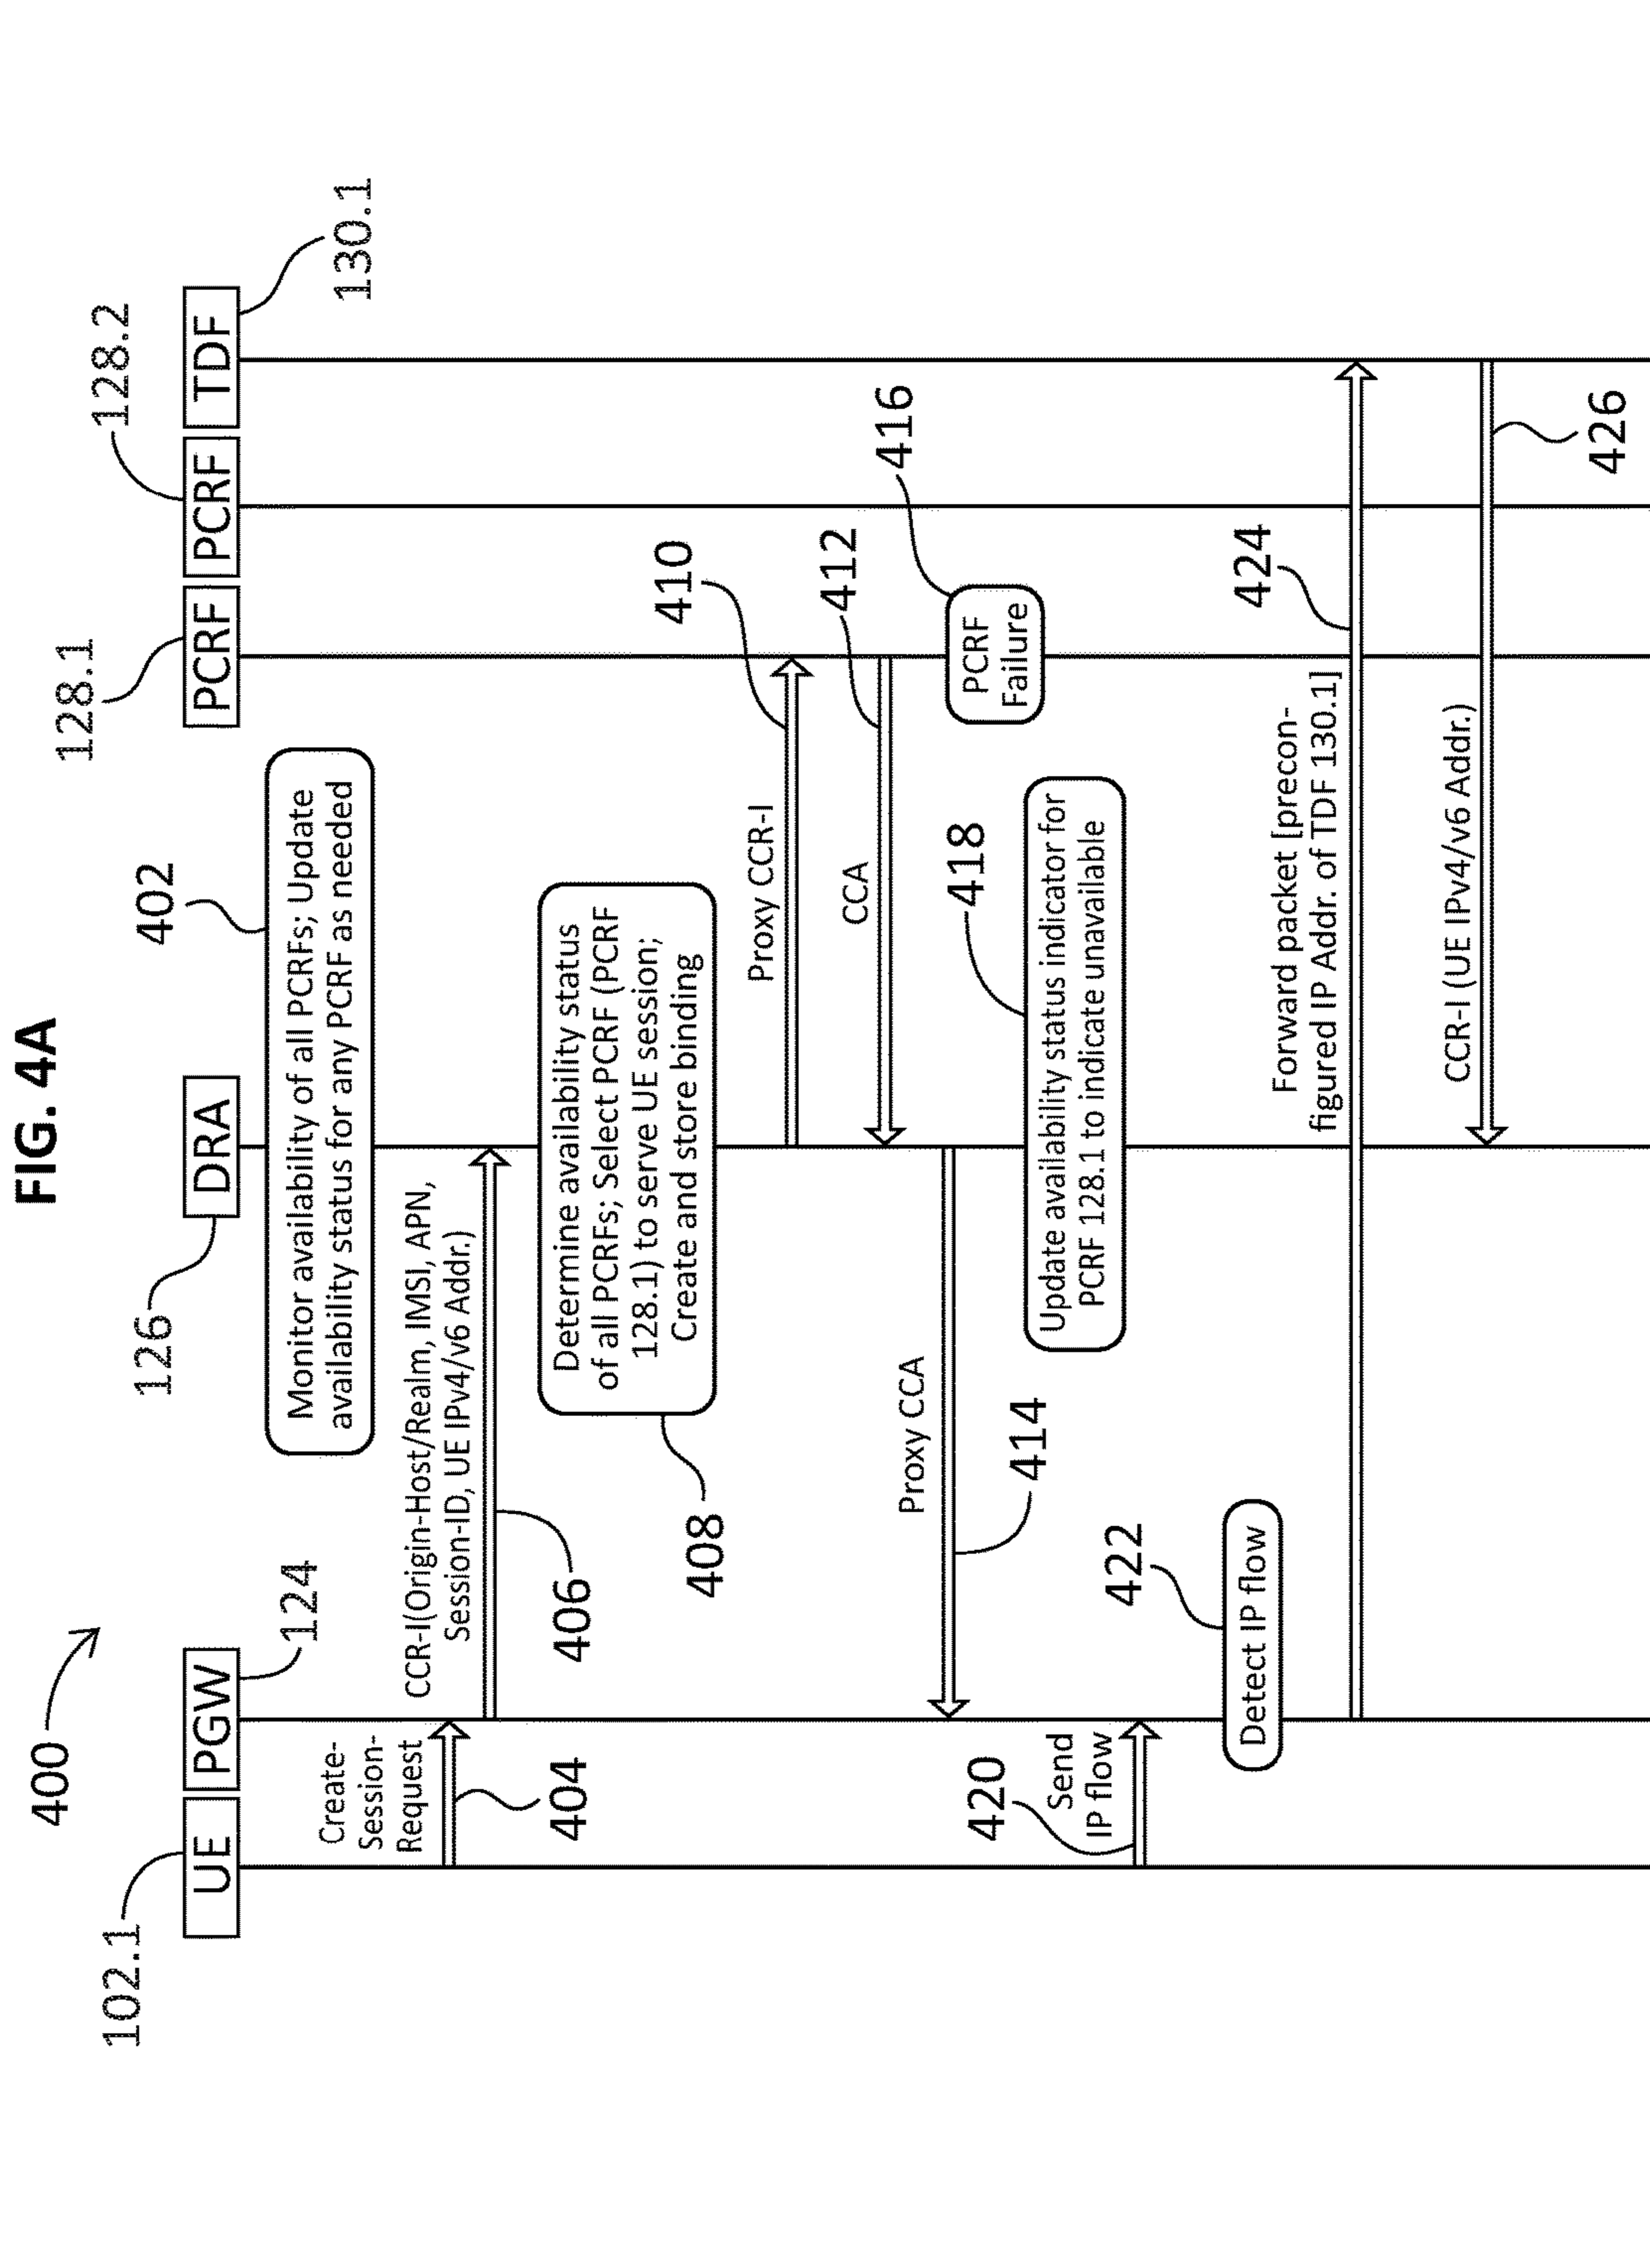 FIG. 4A
400
102.1
124
126
128.1
128.2
130.1
UE
PGW
DRA
PCRF
PCRF
TDF
402
Monitor availability of all PCRFs; Update
availability status for any PCRF as needed
Create-
Session-
Request
404
CCR-I(Origin-Host/Realm, IMSI, APN,
Session-ID, UE IPv4/v6 Addr.)
406
Determine availability status
of all PCRFs; Select PCRF (PCRF
128.1) to serve UE session;
Create and store binding
408
Proxy CCR-I
410
CCA
412
Proxy CCA
414
PCRF
Failure
416
418
Update availability status indicator for
PCRF 128.1 to indicate unavailable
420
Send
IP flow
422
Detect IP flow
424
Forward packet [precon-
figured IP Addr. of TDF 130.1]
CCR-I (UE IPv4/v6 Addr.)
426